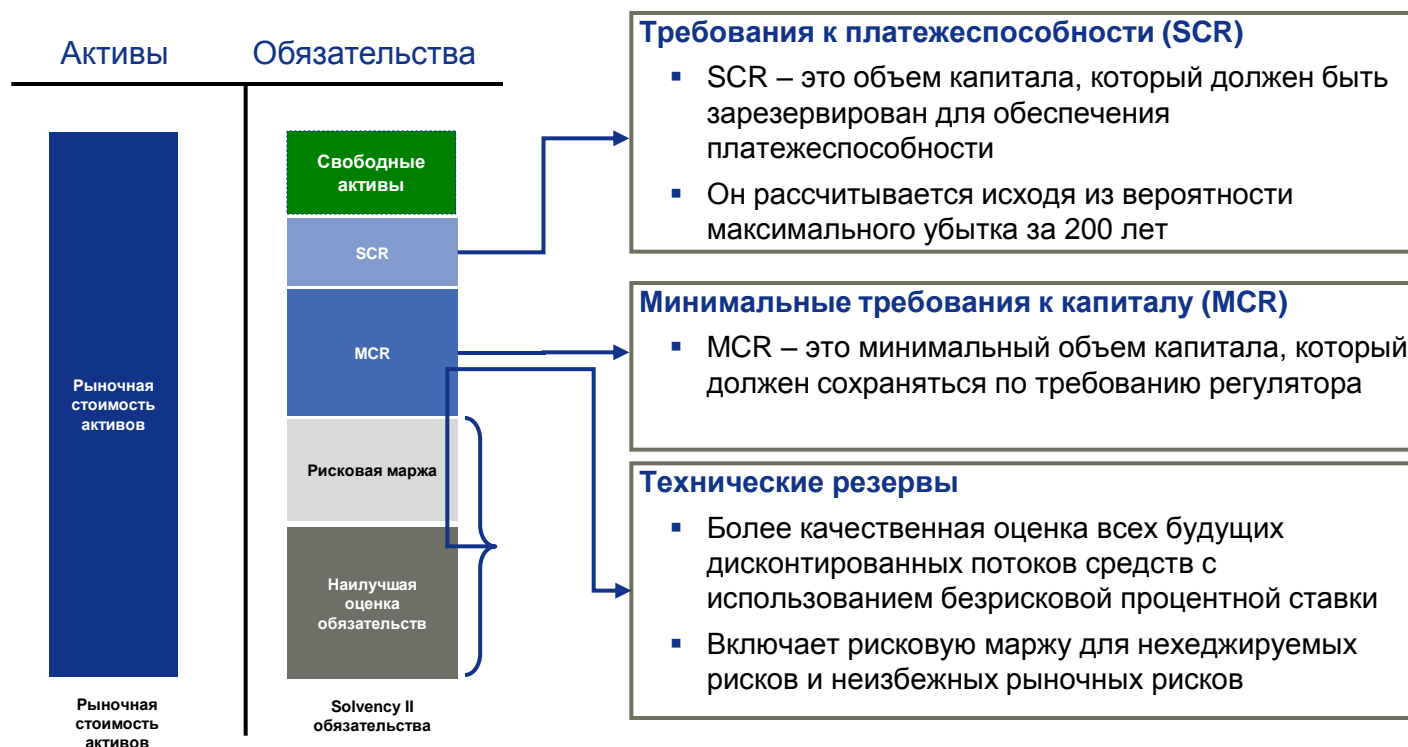 Активы
Обязательства
Рыночная
стоимость
активов
Рыночная
стоимость
активов
Свободные
активы
SCR
MCR
Рисковая маржа
Наилучшая
оценка
обязательств
Solvency II
обязательства
Требования к платежеспособности (SCR)
▪ SCR – это объем капитала, который должен быть
зарезервирован для обеспечения
платежеспособности
▪ Он рассчитывается исходя из вероятности
максимального убытка за 200 лет
Минимальные требования к капиталу (MCR)
▪ MCR – это минимальный объем капитала, который
должен сохраняться по требованию регулятора
Технические резервы
▪ Более качественная оценка всех будущих
дисконтированных потоков средств с
использованием безрисковой процентной ставки
▪ Включает рисковую маржу для нехеджируемых
рисков и неизбежных рыночных рисков